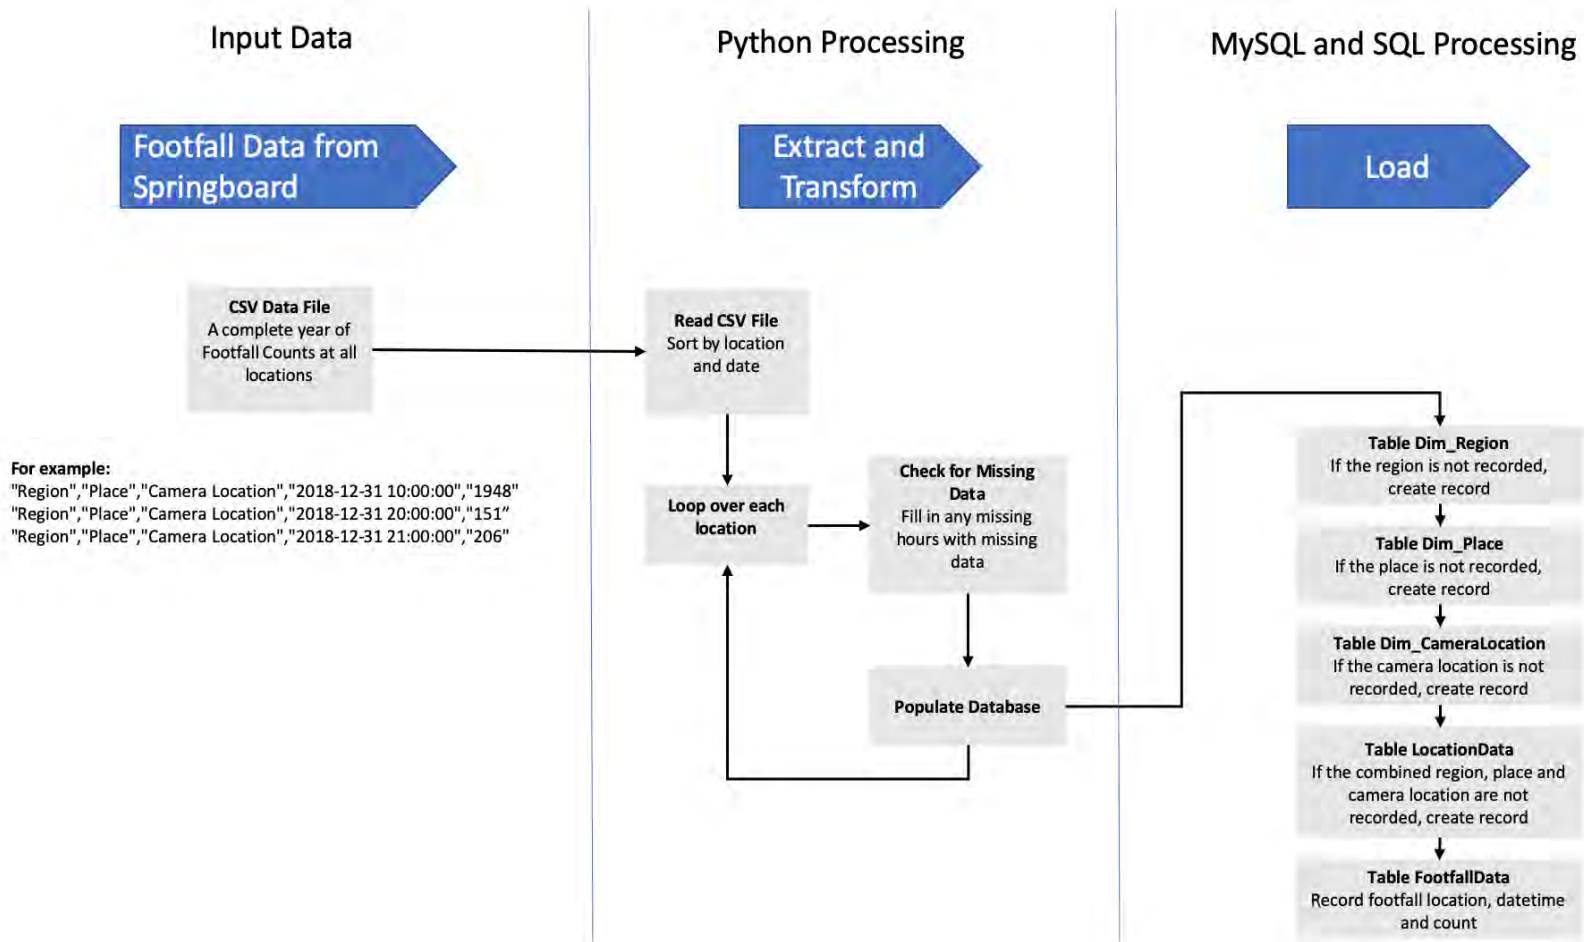 Input Data
Footfall Data from
Springboard
CSV Data File
A complete year of
Footfall Counts at all
locations
For example:
"Region","Place","Camera Location","2018-12-31 10:00:00","1948"
"Region","Place","Camera Location","2018-12-31 20:00:00","151”
"Region","Place","Camera Location","2018-12-31 21:00:00","206"
Python Processing
Extract and
Transform
Read CSV File
Sort by location
and date
Loop over each
location
Check for Missing
Data
Fill in any missing
hours with missing
data
Populate Database
MySQL and SQL Processing
Load
Table Dim_Region
If the region is not recorded,
create record
Table Dim_Place
If the place is not recorded,
create record
Table Dim_CameraLocation
If the camera location is not
recorded, create record
Table LocationData
If the combined region, place and
camera location are not
recorded, create record
Table FootfallData
Record footfall location, datetime
and count